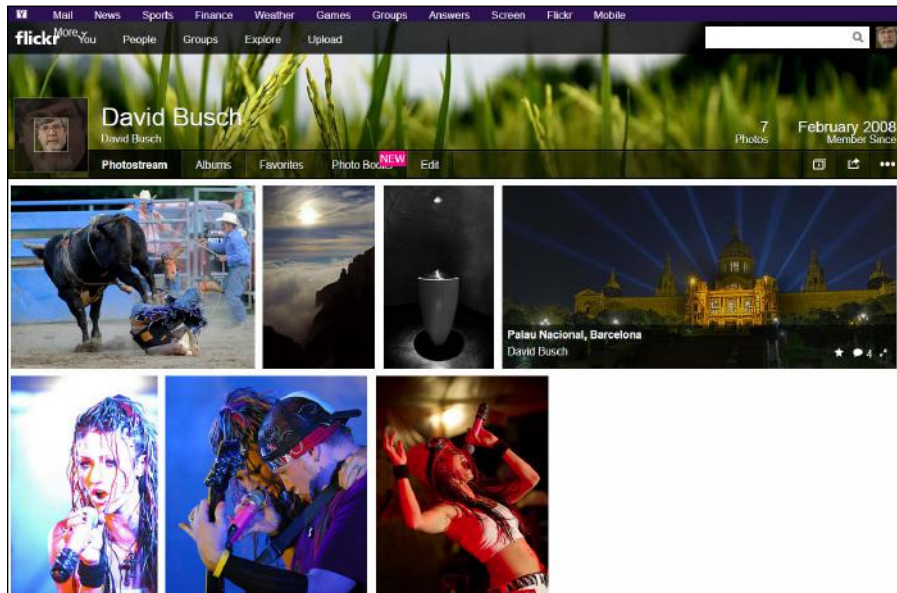 Y Mail News Sports Finance Weather Games Groups Answers Screen Flickr Mobile
More
flickr You People Groups Explore Upload
David Busch
David Busch
7
Photos
February 2008
Member Since
Photostream Albums Favorites Photo Books NEW Edit
Palau Nacional, Barcelona
David Busch
4